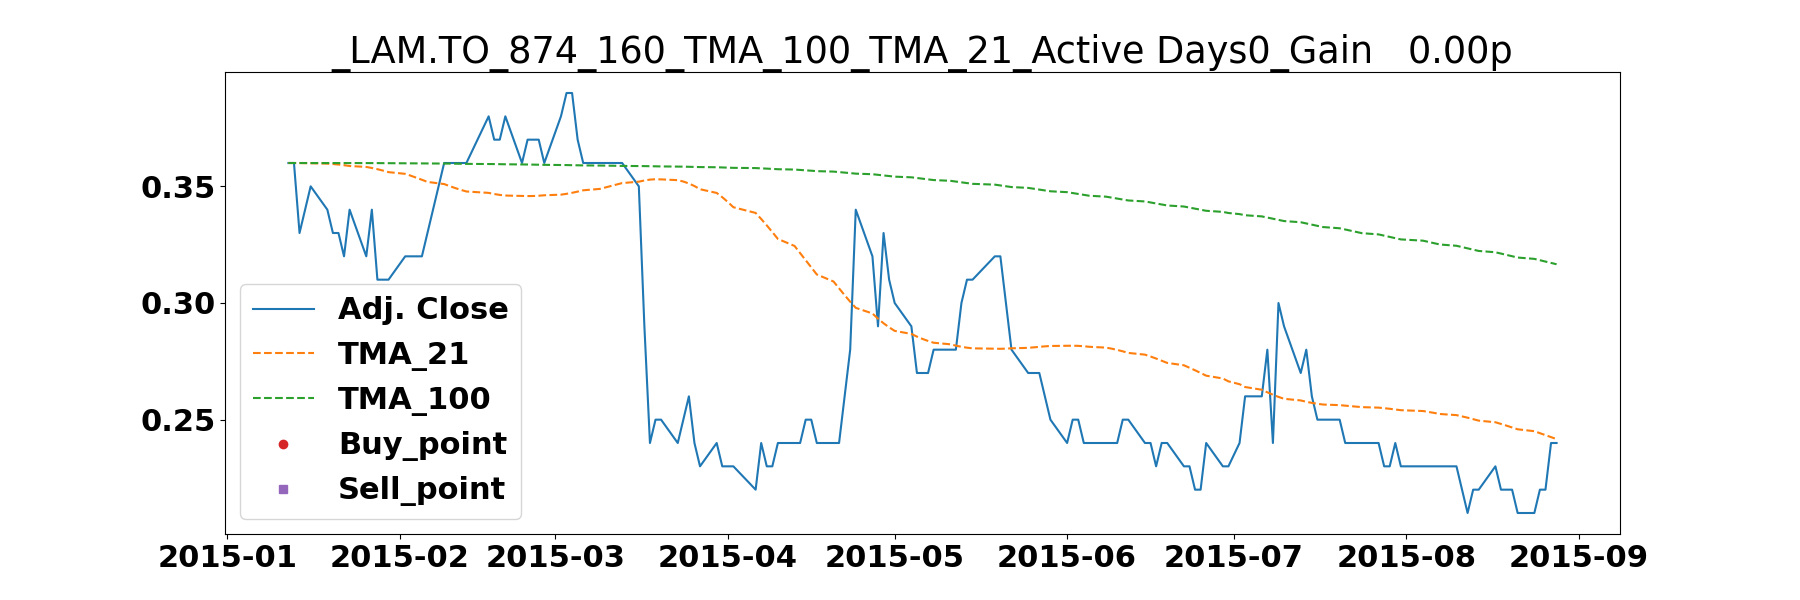 _LAM.TO_874_160_TMA_100_TMA_21_Active Days0_Gain   0.00p
0.35
0.30
0.25
Adj. Close
TMA_21
TMA_100
Buy_point
Sell_point
2015-01 2015-02 2015-03 2015-04 2015-05 2015-06 2015-07 2015-08 2015-09